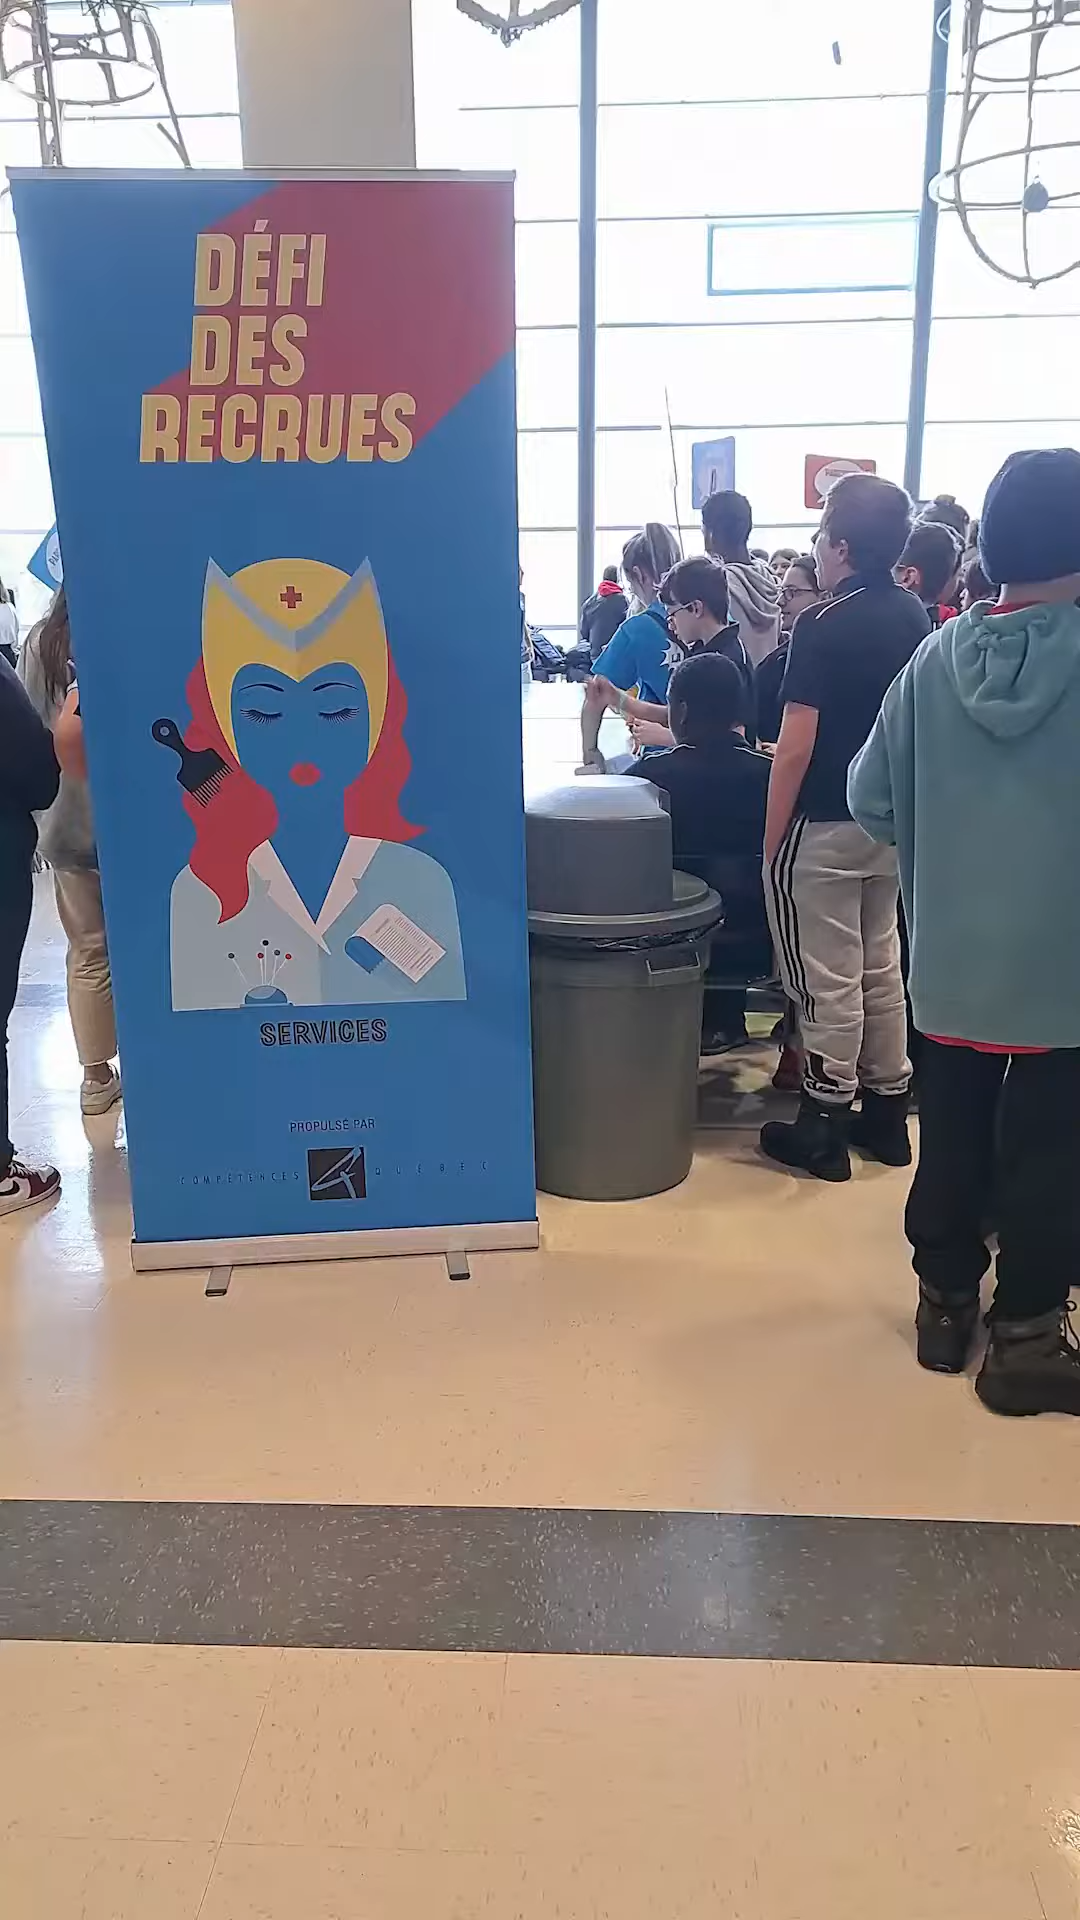 DÉFI
DES
RECRUES
SERVICES
PROPULSÉ PAR
COMPÉTENCES QUÉBEC